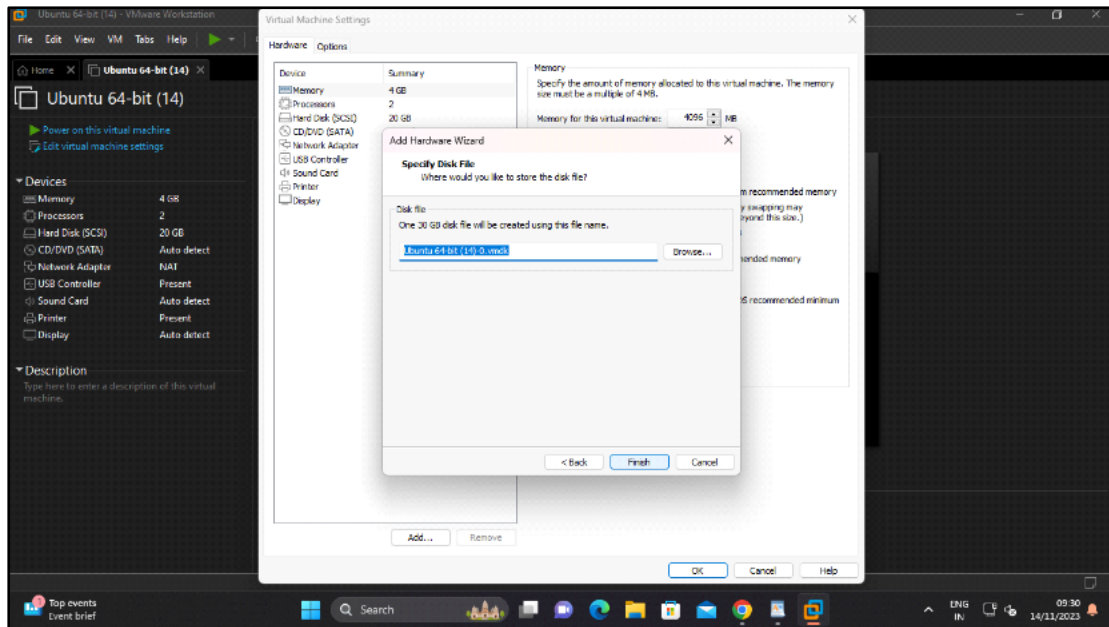 Ubuntu 64-bit (14) - VMware Workstation
File Edit View VM Tabs Help
Home
Ubuntu 64-bit (14)
Ubuntu 64-bit (14)
Power on this virtual machine
Edit virtual machine settings
Devices
Memory 4 GB
Processors 2
Hard Disk (SCSI) 20 GB
CD/DVD (SATA) Auto detect
Network Adapter NAT
USB Controller Present
Sound Card Auto detect
Printer Present
Display Auto detect
Description
Type here to enter a description of this virtual
machine.
Virtual Machine Settings
Hardware Options
Device Summary
Memory 4 GB
Processors 2
Hard Disk (SCSI) 20 GB
CD/DVD (SATA)
Network Adapter
USB Controller
Sound Card
Printer
Display
Add... Remove
Memory
Specify the amount of memory allocated to this virtual machine. The memory
size must be a multiple of 4 MB.
Memory for this virtual machine: 4096 MB
recommended memory
swapping may
beyond this size.)
memory
recommended minimum
Add Hardware Wizard
Specify Disk File
Where would you like to store the disk file?
Disk file
One 30 GB disk file will be created using this file name.
Ubuntu 64-bit (14)-0.vmdk
Browse...
< Back Finish Cancel
OK Cancel Help
Top events
Event brief
Search
ENG
IN
09:30
14/11/2023